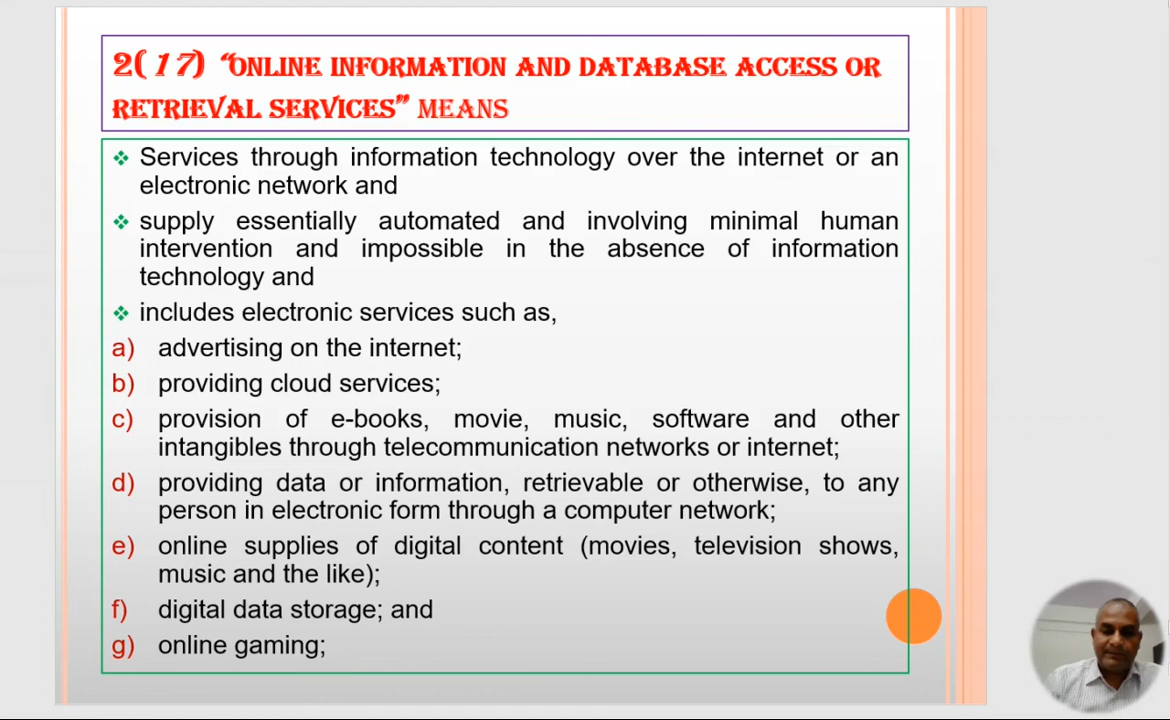 2(17) “ONLINE INFORMATION AND DATABASE ACCESS OR
RETRIEVAL SERVICES” MEANS
❖ Services through information technology over the internet or an
electronic network and
❖ supply essentially automated and involving minimal human
intervention and impossible in the absence of information
technology and
❖ includes electronic services such as,
a) advertising on the internet;
b) providing cloud services;
c) provision of e-books, movie, music, software and other
intangibles through telecommunication networks or internet;
d) providing data or information, retrievable or otherwise, to any
person in electronic form through a computer network;
e) online supplies of digital content (movies, television shows,
music and the like);
f) digital data storage; and
g) online gaming;